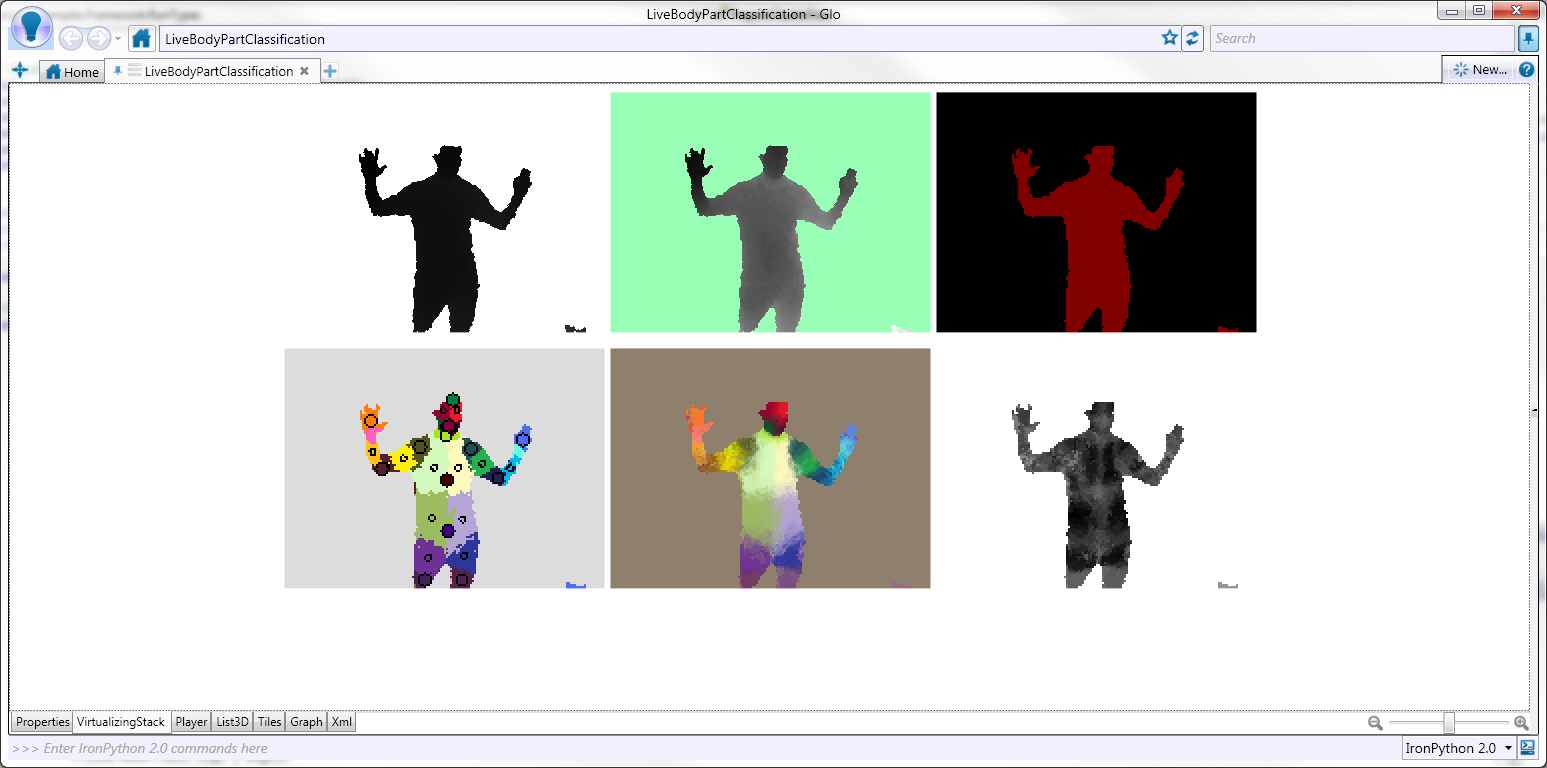 LiveBodyPartClassification - Glo
LiveBodyPartClassification
Search
Home
LiveBodyPartClassification
New...
Properties
VirtualizingStack
Player
List3D
Tiles
Graph
Xml
>>> Enter IronPython 2.0 commands here
IronPython 2.0